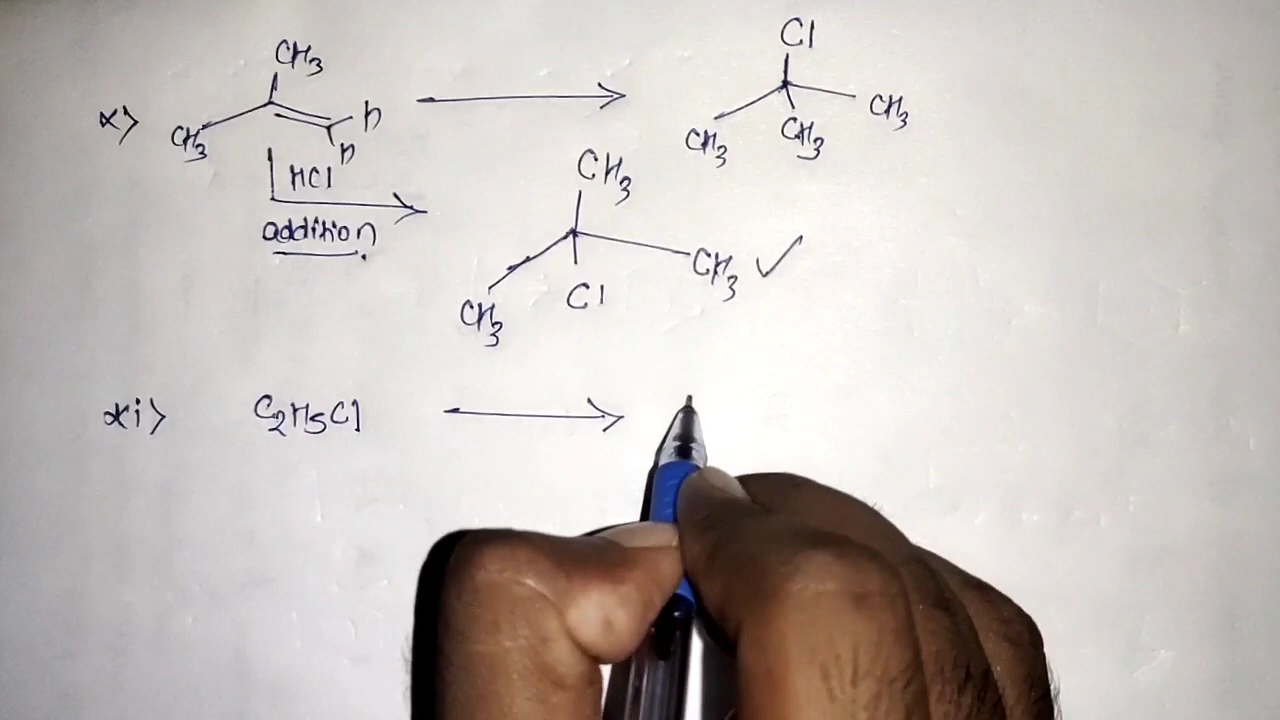 x> CH3 CH3 H H → Cl CH3 CH3 CH3
HCl
addition
CH3 CH3 Cl CH3 ✓
xi> C2H5Cl →